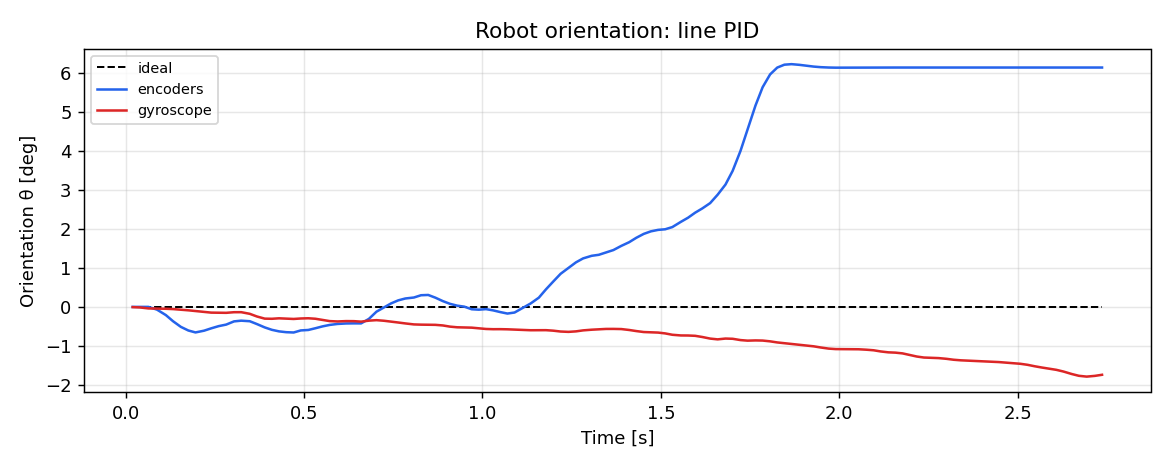 Robot orientation: line PID
ideal
encoders
gyroscope
Orientation θ [deg]
6
5
4
3
2
1
0
−1
−2
0.0 0.5 1.0 1.5 2.0 2.5
Time [s]